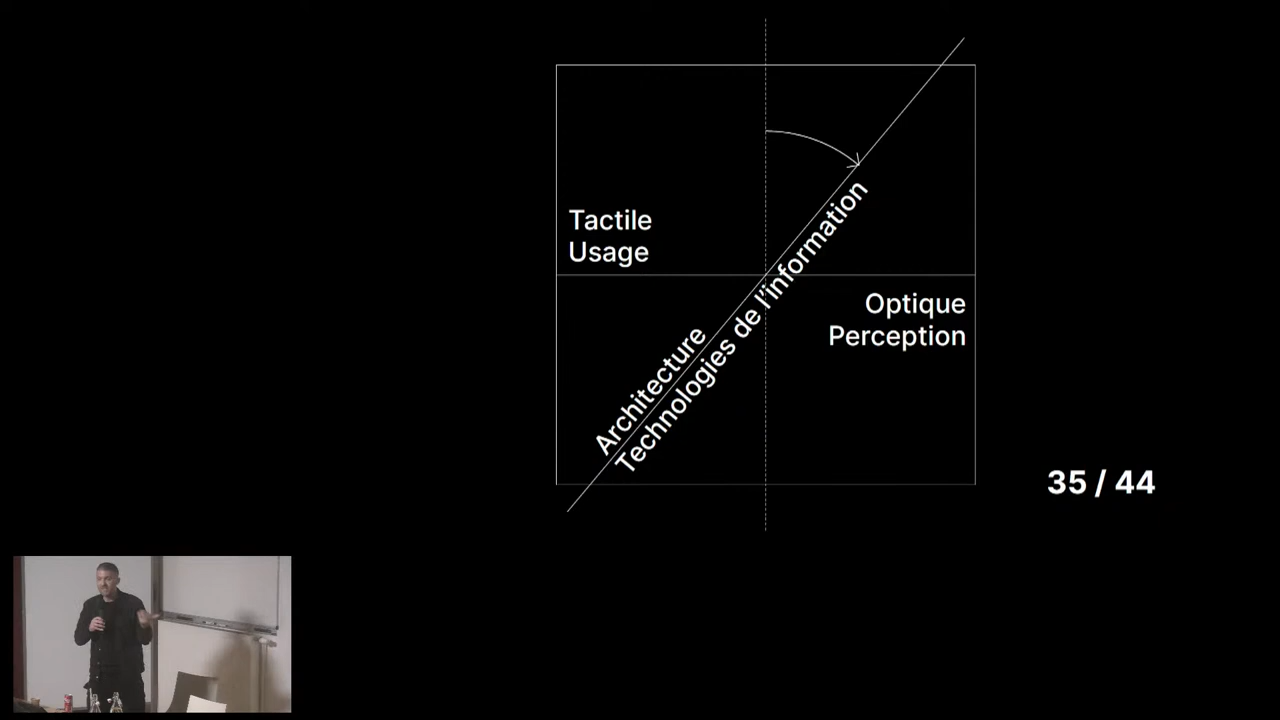 Tactile
Usage
Architecture
Technologies de l’information
Optique
Perception
35 / 44